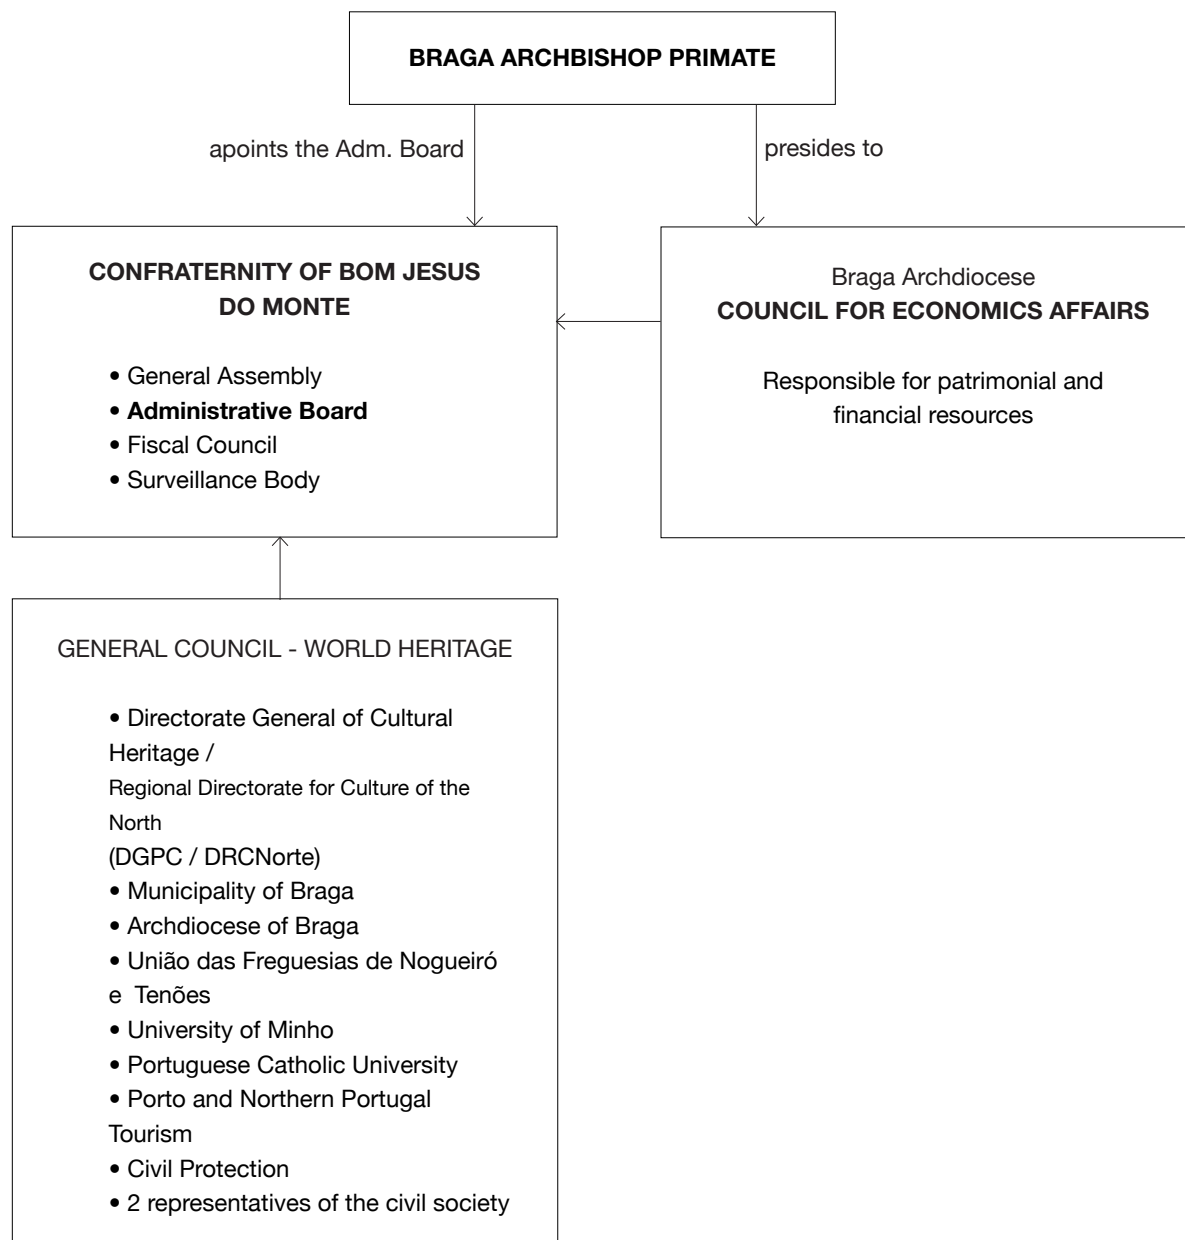 BRAGA ARCHBISHOP PRIMATE
apoints the Adm. Board
presides to
CONFRATERNITY OF BOM JESUS
DO MONTE
• General Assembly
• Administrative Board
• Fiscal Council
• Surveillance Body
Braga Archdiocese
COUNCIL FOR ECONOMICS AFFAIRS
Responsible for patrimonial and
financial resources
GENERAL COUNCIL - WORLD HERITAGE
• Directorate General of Cultural
Heritage /
Regional Directorate for Culture of the
North
(DGPC / DRCNorte)
• Municipality of Braga
• Archdiocese of Braga
• União das Freguesias de Nogueiró
e Tenões
• University of Minho
• Portuguese Catholic University
• Porto and Northern Portugal
Tourism
• Civil Protection
• 2 representatives of the civil society